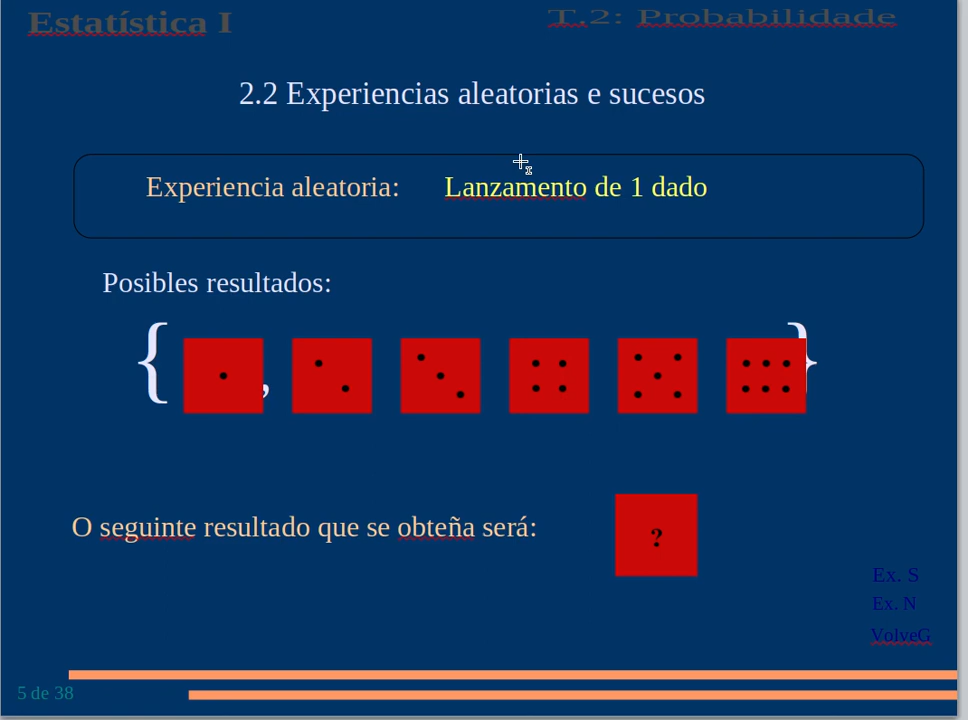 Estatística I
T.2: Probabilidade
2.2 Experiencias aleatorias e sucesos
Experiencia aleatoria: Lanzamento de 1 dado
Posibles resultados:
{ , }
O seguinte resultado que se obteña será:
?
Ex. S
Ex. N
VolveG
5 de 38